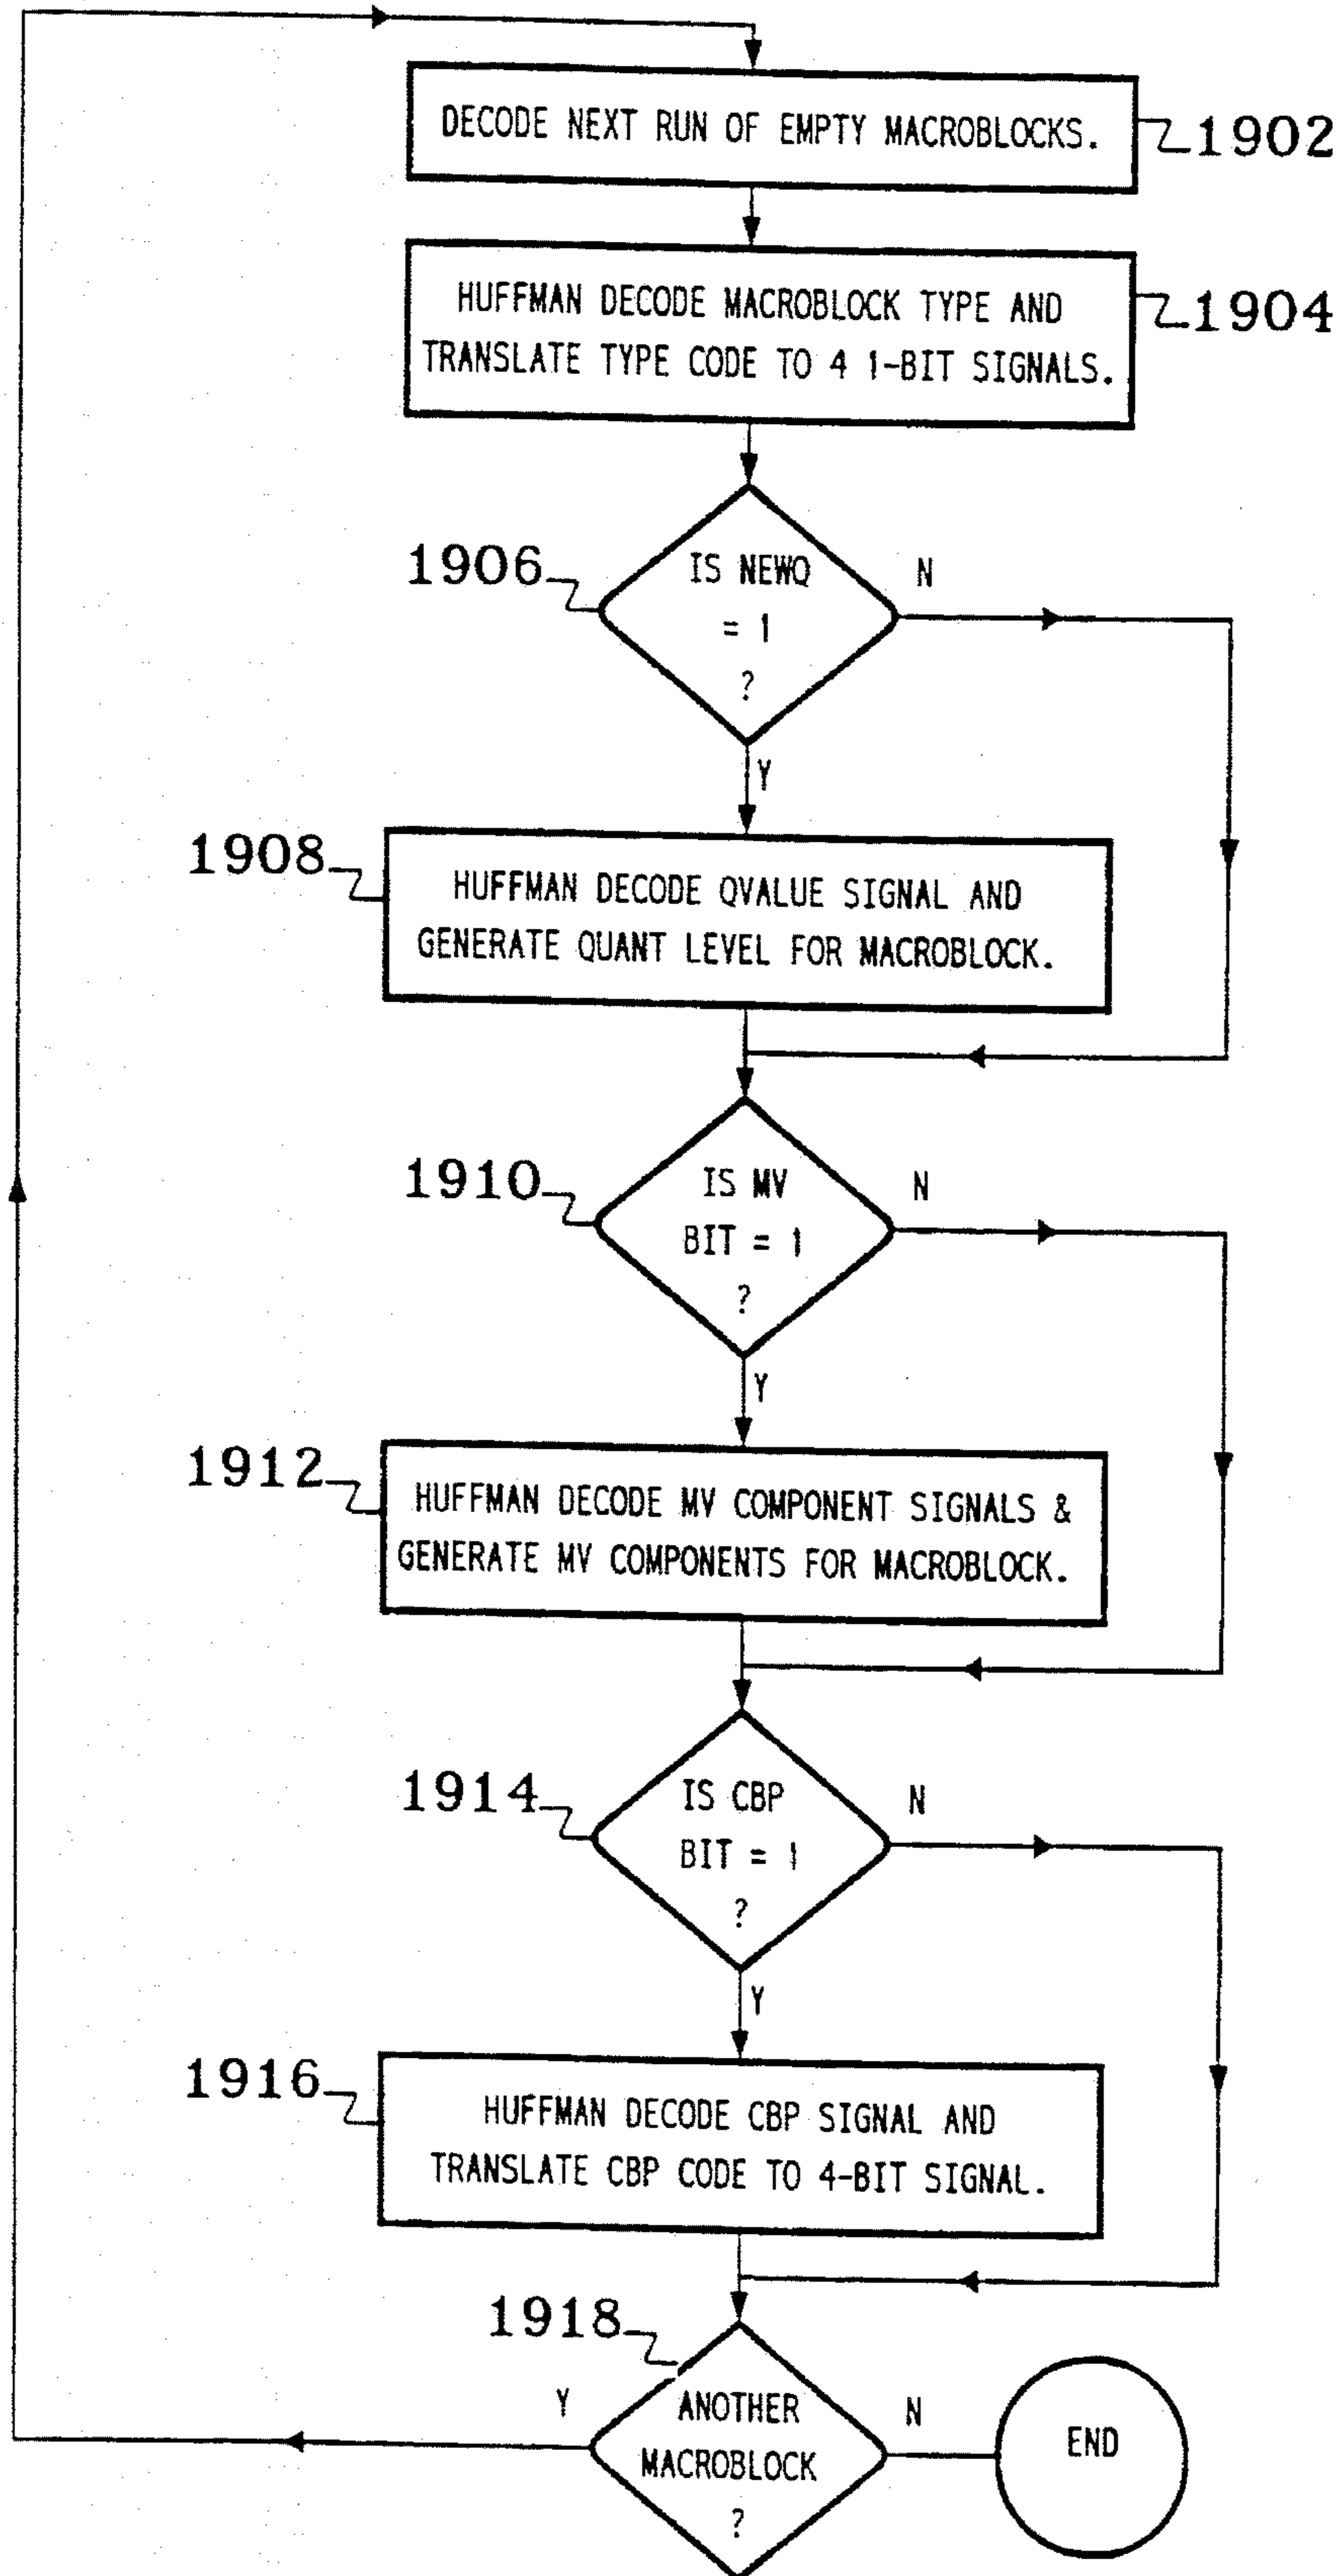 DECODE NEXT RUN OF EMPTY MACROBLOCKS.
1902
HUFFMAN DECODE MACROBLOCK TYPE AND
TRANSLATE TYPE CODE TO 4 1-BIT SIGNALS.
1904
1906
IS NEWQ
= 1
?
N
Y
1908
HUFFMAN DECODE QVALUE SIGNAL AND
GENERATE QUANT LEVEL FOR MACROBLOCK.
1910
IS MV
BIT = 1
?
N
Y
1912
HUFFMAN DECODE MV COMPONENT SIGNALS &
GENERATE MV COMPONENTS FOR MACROBLOCK.
1914
IS CBP
BIT = 1
?
N
Y
1916
HUFFMAN DECODE CBP SIGNAL AND
TRANSLATE CBP CODE TO 4-BIT SIGNAL.
1918
Y
ANOTHER
MACROBLOCK
?
N
END